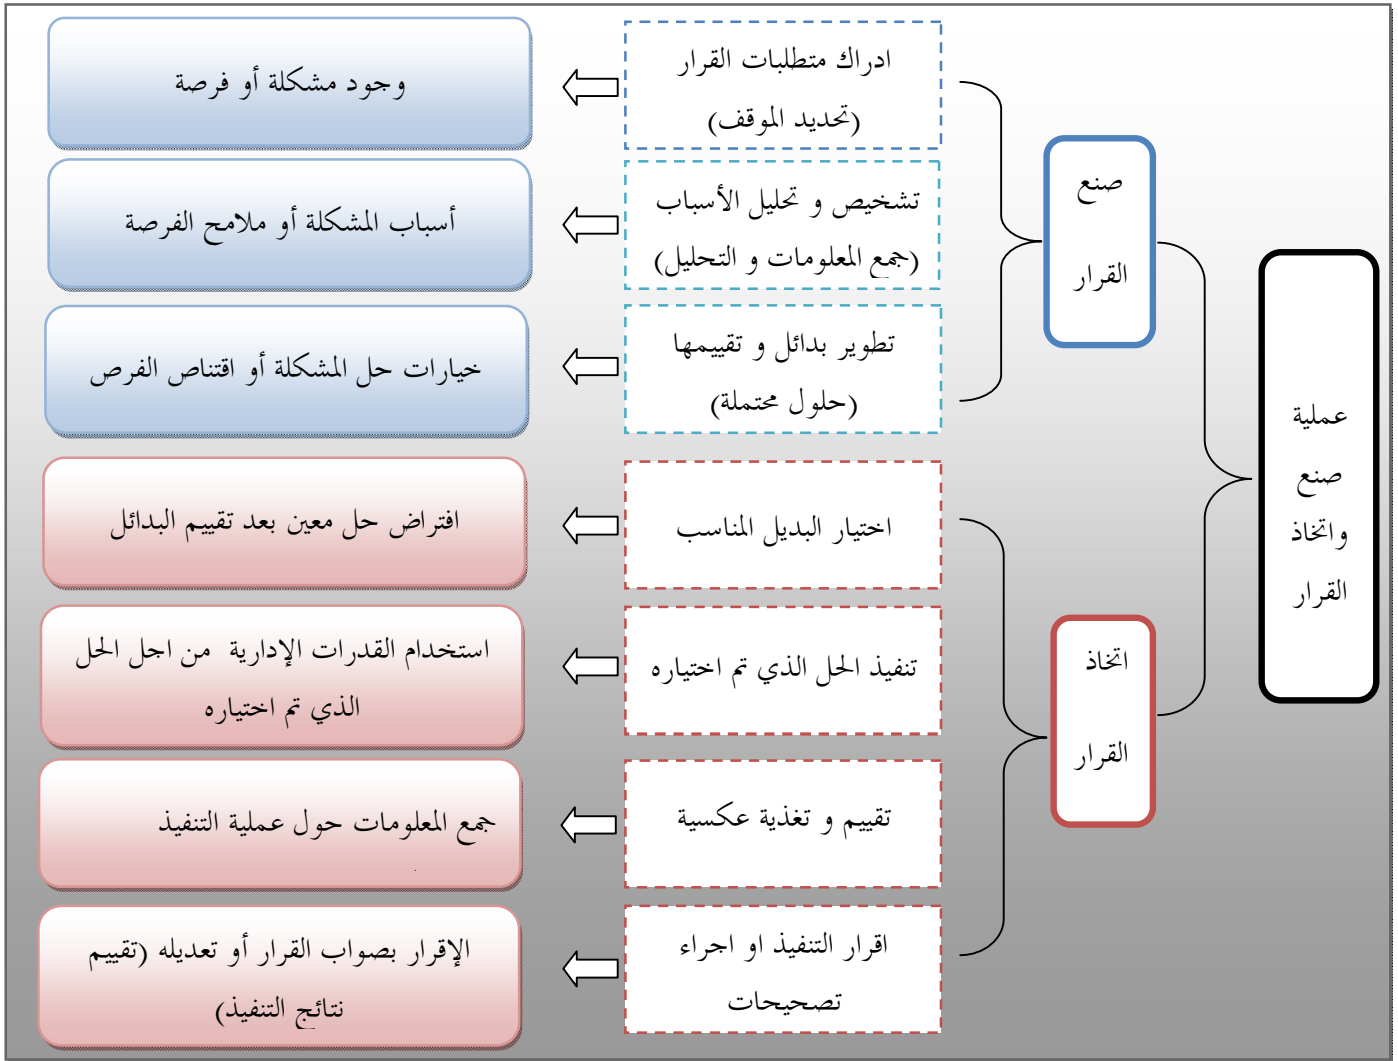 عملية
صنع
واتخاذ
القرار
صنع
القرار
ادراك متطلبات القرار
(تحديد الموقف)
وجود مشكلة أو فرصة
تشخيص و تحليل الأسباب
(جمع المعلومات و التحليل)
أسباب المشكلة أو ملامح الفرصة
تطوير بدائل و تقييمها
(حلول محتملة)
خيارات حل المشكلة أو اقتناص الفرص
اتخاذ
القرار
اختيار البديل المناسب
افتراض حل معين بعد تقييم البدائل
تنفيذ الحل الذي تم اختياره
استخدام القدرات الإدارية من اجل الحل
الذي تم اختياره
تقييم و تغذية عكسية
جمع المعلومات حول عملية التنفيذ
.
اقرار التنفيذ او اجراء
تصحيحات
الإقرار بصواب القرار أو تعديله (تقييم
نتائج التنفيذ)